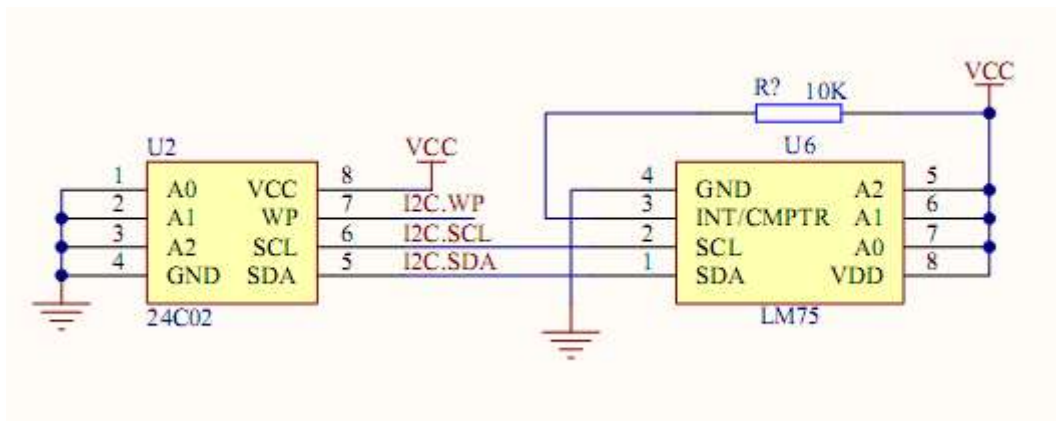 VCC
R? 10K
U2
VCC
U6
1 A0 VCC 8
2 A1 WP 7 I2C.WP
3 A2 SCL 6 I2C.SCL
4 GND SDA 5 I2C.SDA
24C02
4 GND A2 5
3 INT/CMPTR A1 6
2 SCL A0 7
1 SDA VDD 8
LM75